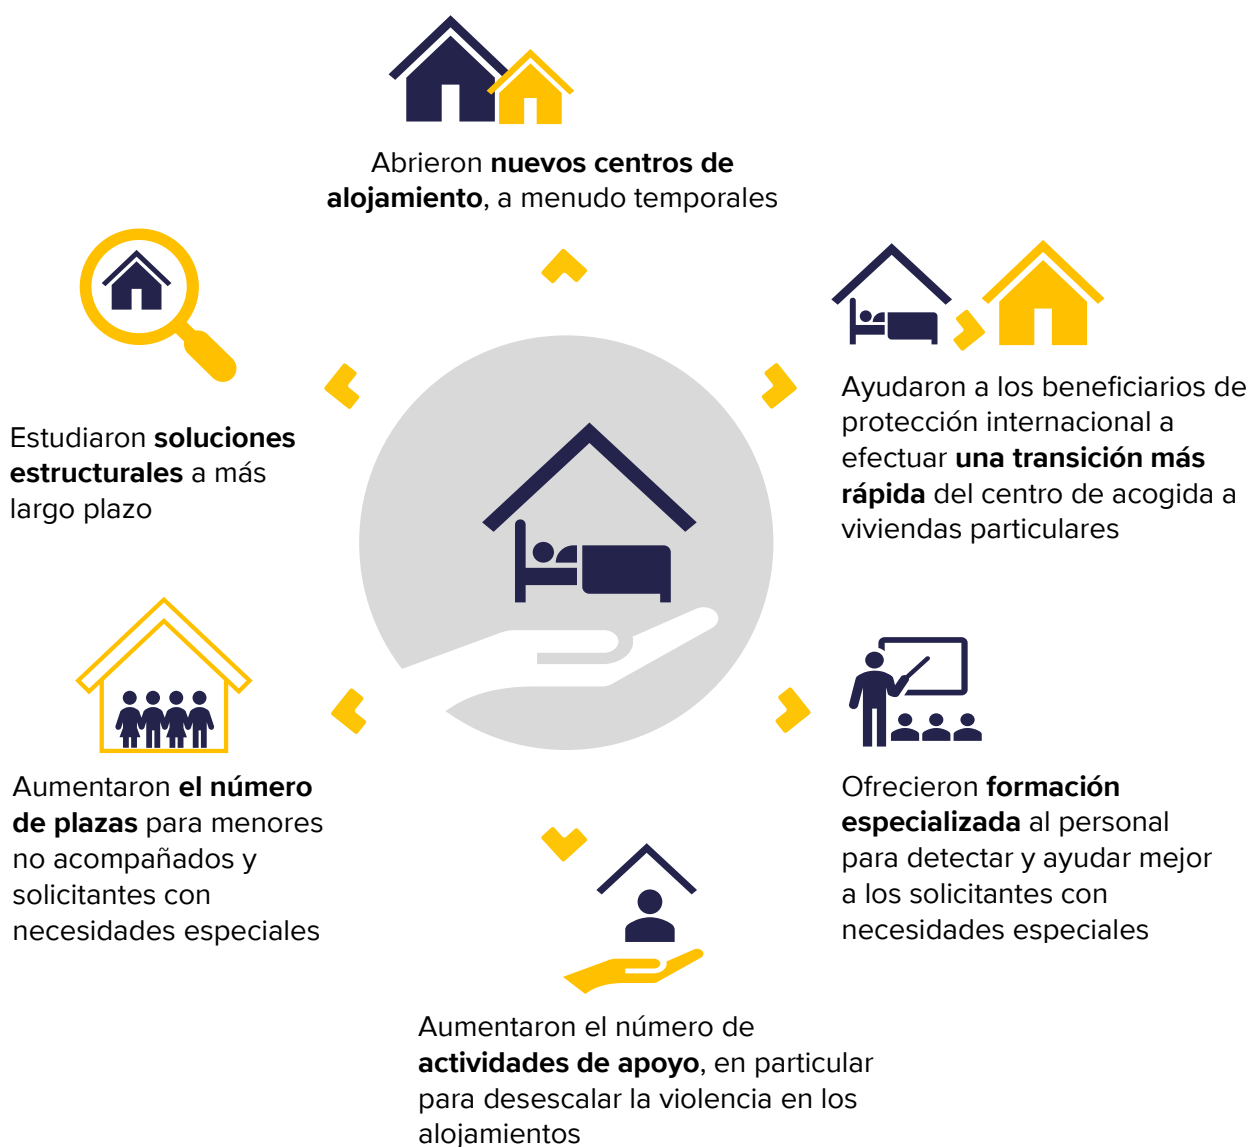 Abrieron nuevos centros de
alojamiento, a menudo temporales
Ayudaron a los beneficiarios de
protección internacional a
efectuar una transición más
rápida del centro de acogida a
viviendas particulares
Estudiaron soluciones
estructurales a más
largo plazo
Aumentaron el número
de plazas para menores
no acompañados y
solicitantes con
necesidades especiales
Ofrecieron formación
especializada al personal
para detectar y ayudar mejor
a los solicitantes con
necesidades especiales
Aumentaron el número de
actividades de apoyo, en particular
para desescalar la violencia en los
alojamientos